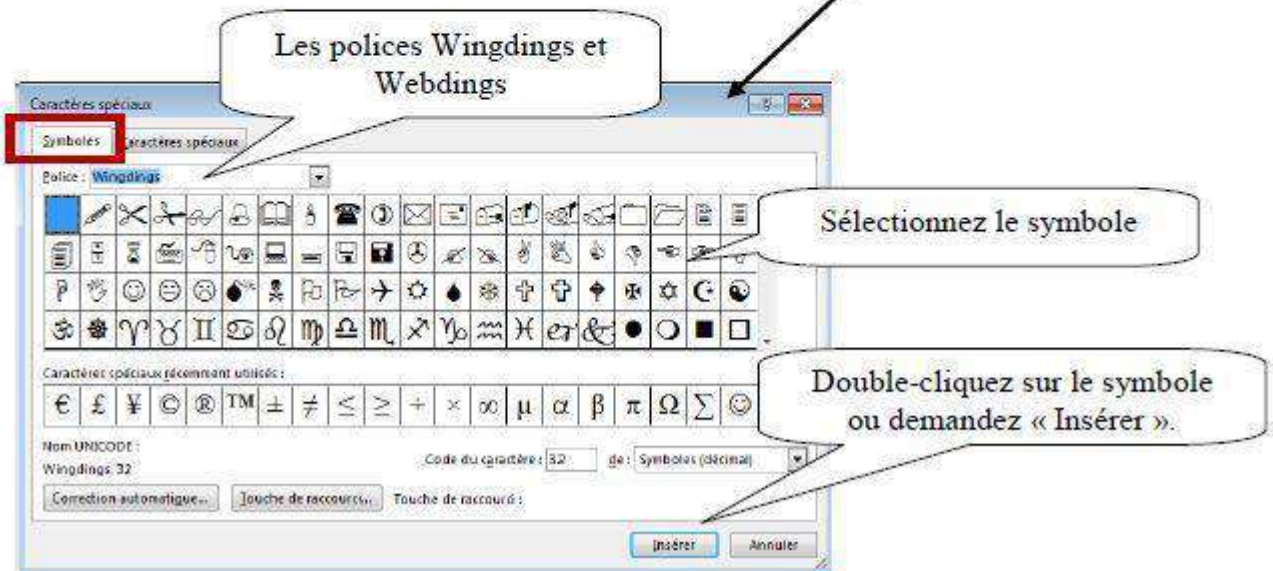 Les polices Wingdings et
Webdings
Caractères spéciaux
Symboles
Caractères spéciaux
Police : Wingdings
Sélectionnez le symbole
Caractères spéciaux récemment utilisés :
€ £ ¥ © ® ™ ± ≠ ≤ ≥ ÷ × ∞ µ α β π Ω ∑ ☺
Double-cliquez sur le symbole
ou demandez « Insérer ».
Nom UNICODE :
Wingdings 32
Code du caractère : 32 de : Symboles (décimal)
Correction automatique... Touche de raccourci... Touche de raccourci :
Insérer Annuler